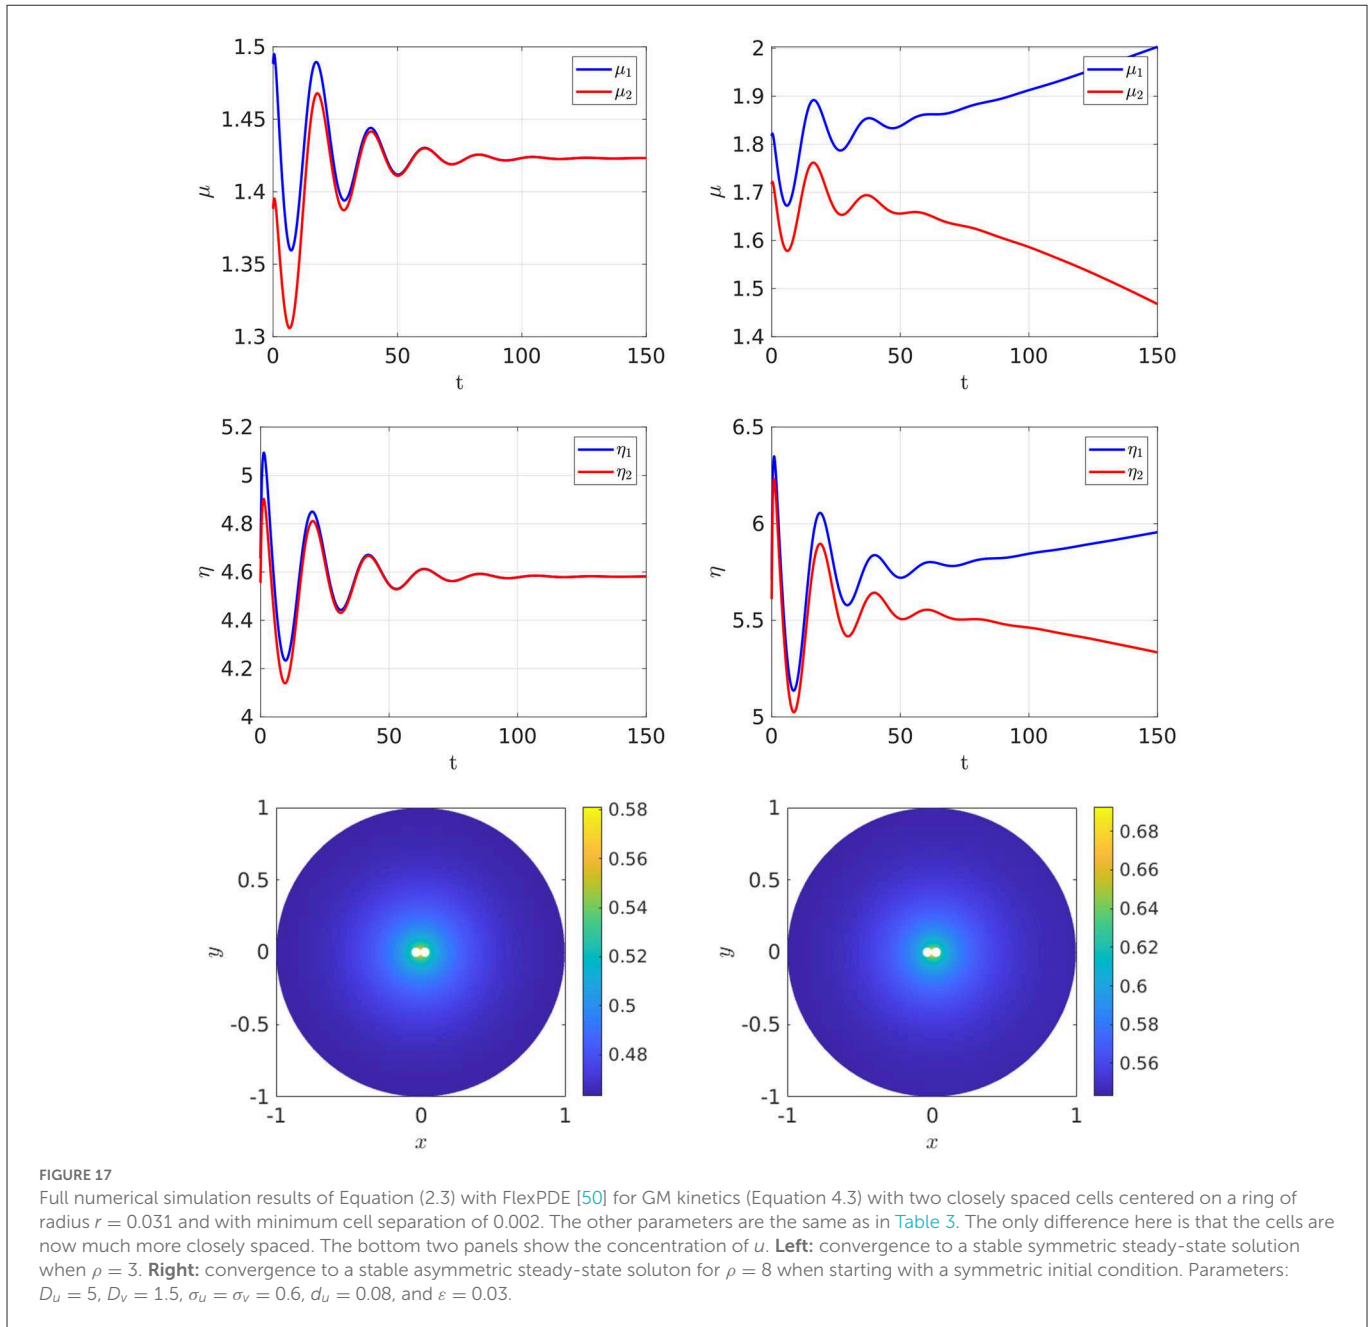 1.5
1.45
1.4
1.35
1.3
μ
μ₁
μ₂
0 50 100 150
t
2
1.9
1.8
1.7
1.6
1.5
1.4
μ
μ₁
μ₂
0 50 100 150
t
5.2
5
4.8
4.6
4.4
4.2
4
η
η₁
η₂
0 50 100 150
t
6.5
6
5.5
5
η
η₁
η₂
0 50 100 150
t
1
0.5
0
-0.5
-1
y
-1 0 1
x
0.58
0.56
0.54
0.52
0.5
0.48
1
0.5
0
-0.5
-1
y
-1 0 1
x
0.68
0.66
0.64
0.62
0.6
0.58
0.56
FIGURE 17
Full numerical simulation results of Equation (2.3) with FlexPDE [50] for GM kinetics (Equation 4.3) with two closely spaced cells centered on a ring of
radius r = 0.031 and with minimum cell separation of 0.002. The other parameters are the same as in Table 3. The only difference here is that the cells are
now much more closely spaced. The bottom two panels show the concentration of u. Left: convergence to a stable symmetric steady-state solution
when ρ = 3. Right: convergence to a stable asymmetric steady-state soluton for ρ = 8 when starting with a symmetric initial condition. Parameters:
Dᵤ = 5, Dᵥ = 1.5, σᵤ = σᵥ = 0.6, dᵤ = 0.08, and ε = 0.03.